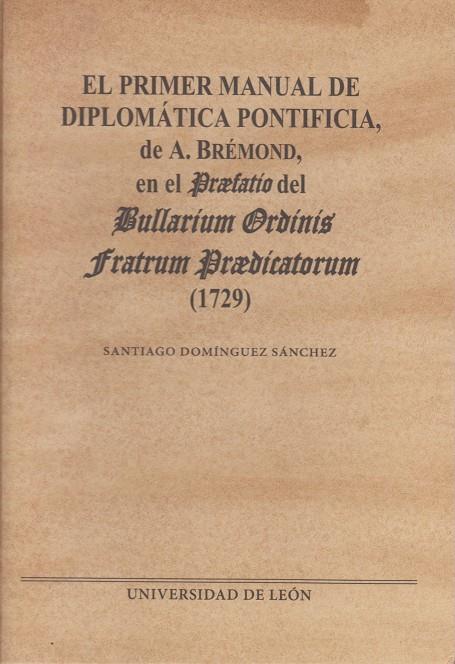 EL PRIMER MANUAL DE
DIPLOMÁTICA PONTIFICIA,
de A. BRÉMOND,
en el Præfatio del
Bullarium Ordinis
Fratrum Prædicatorum
(1729)
SANTIAGO DOMÍNGUEZ SÁNCHEZ
UNIVERSIDAD DE LEÓN